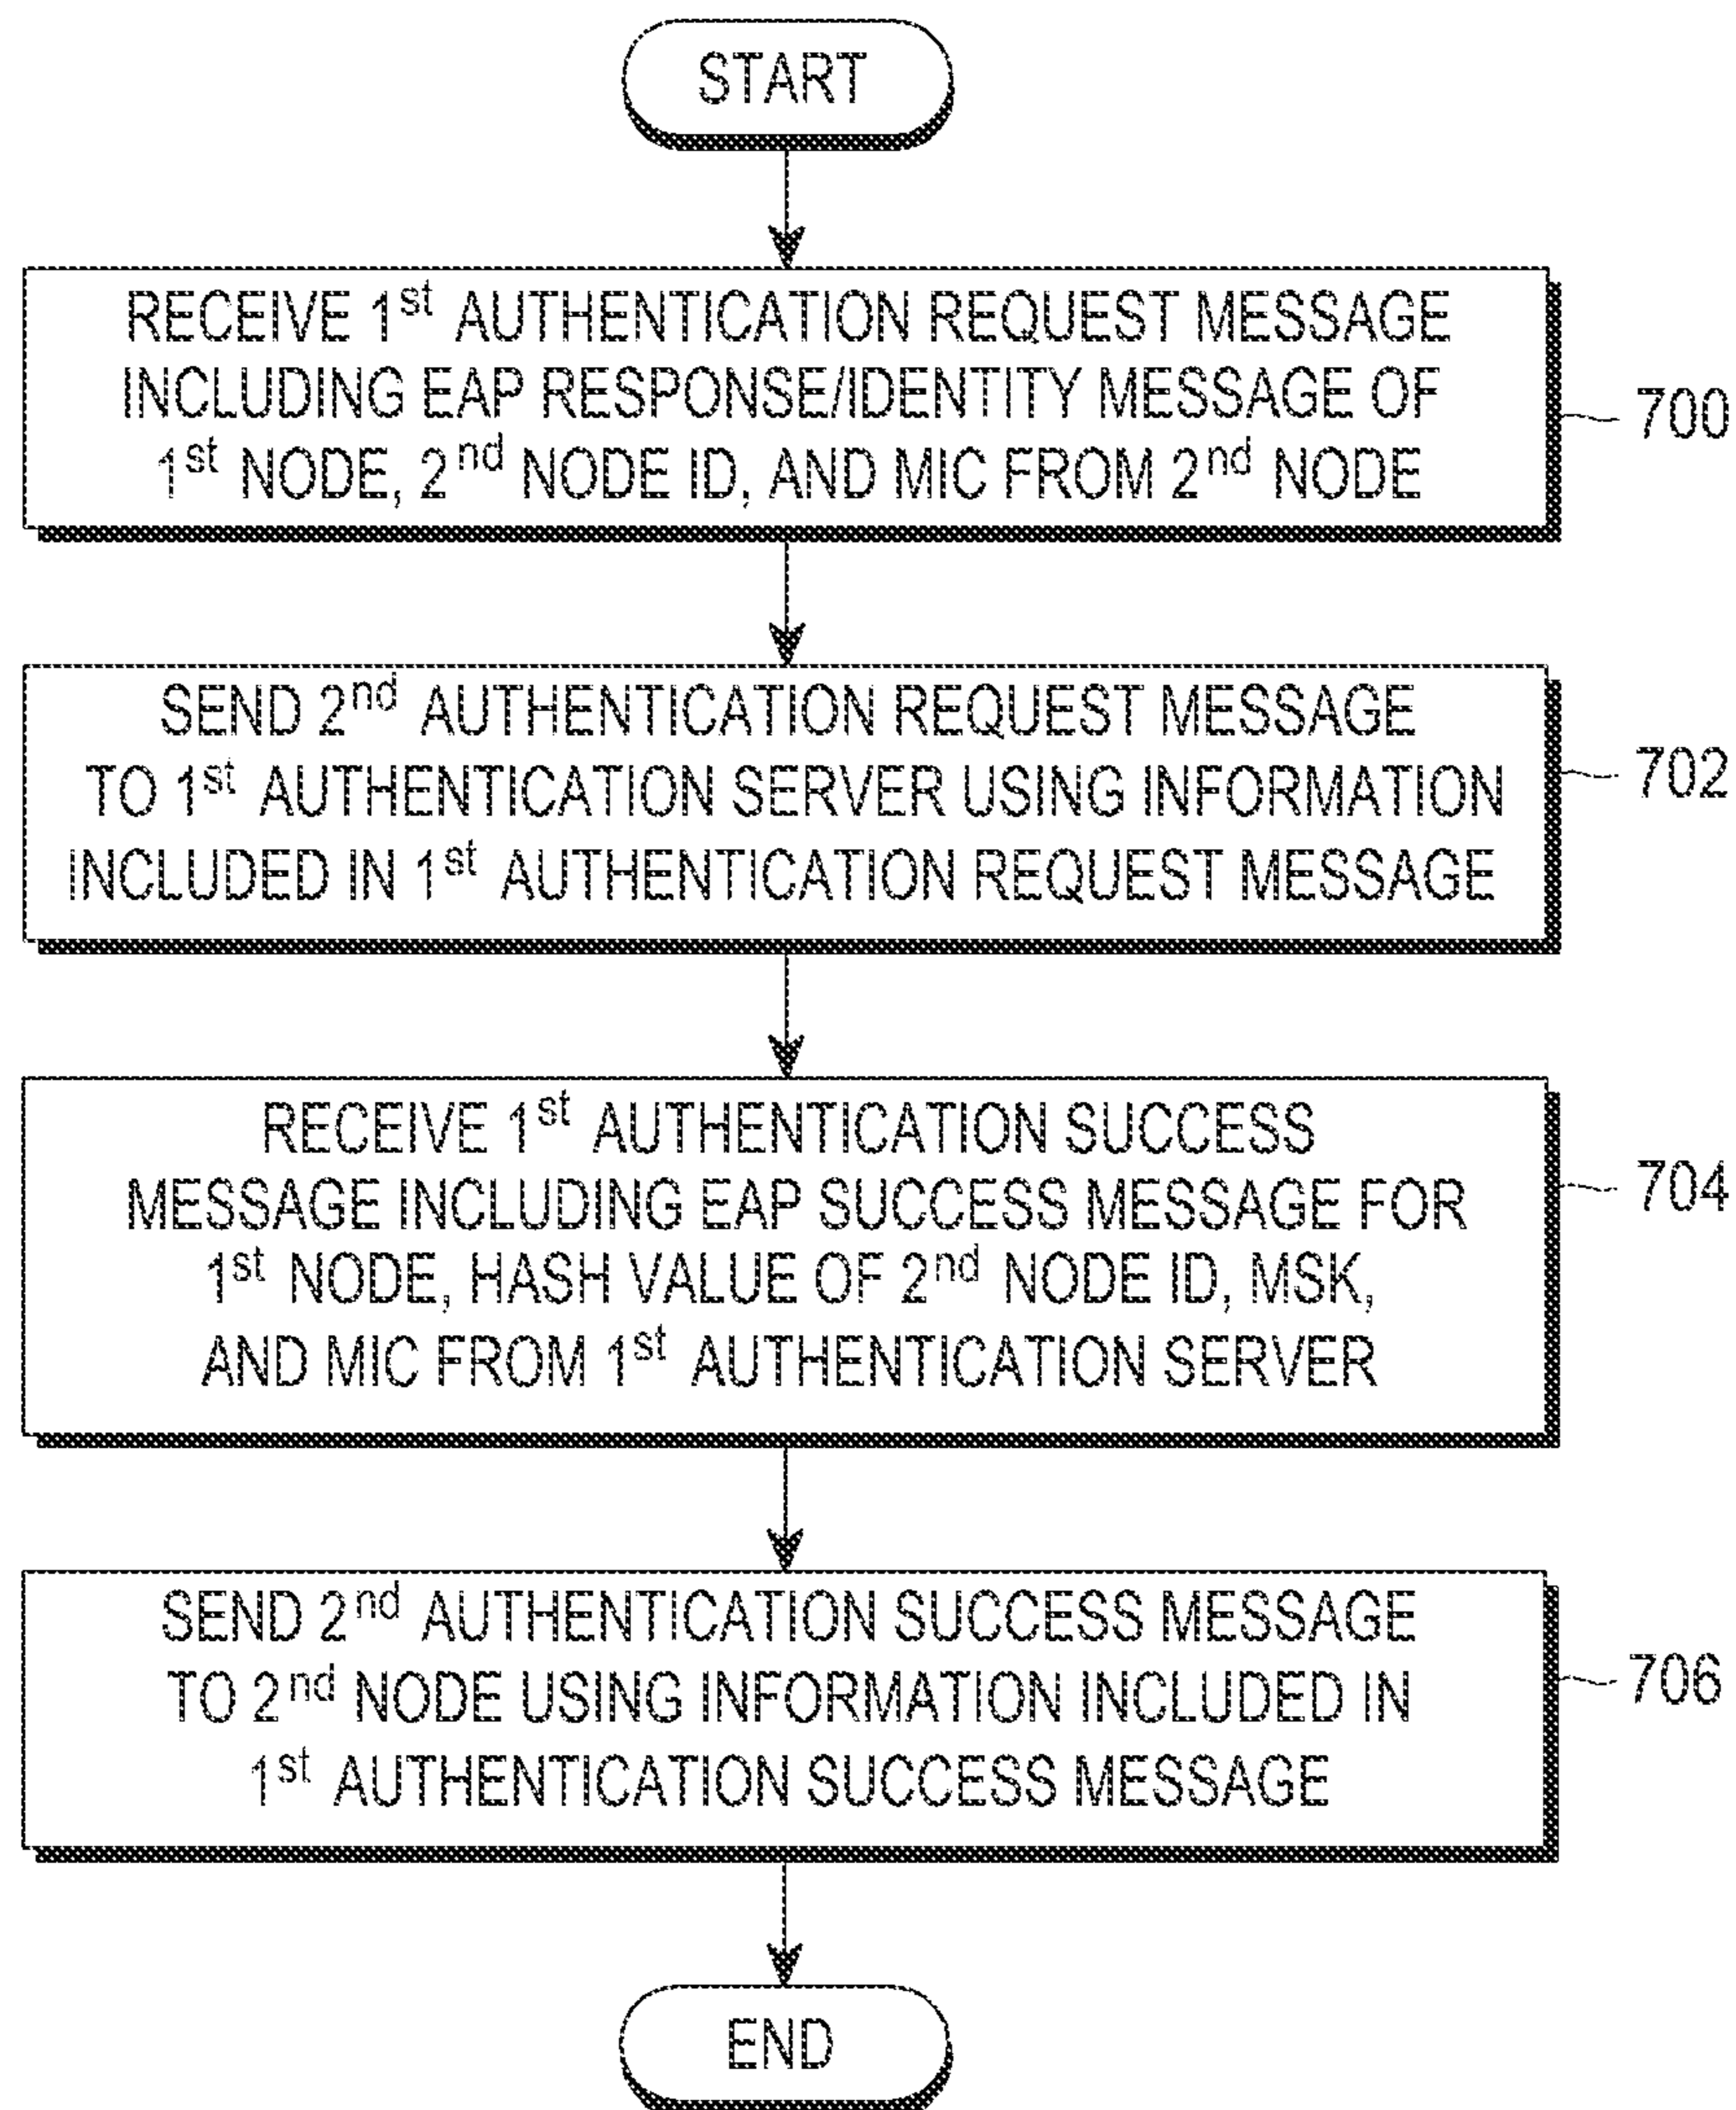 START
RECEIVE 1st AUTHENTICATION REQUEST MESSAGE
INCLUDING EAP RESPONSE/IDENTITY MESSAGE OF
1st NODE, 2nd NODE ID, AND MIC FROM 2nd NODE
700
SEND 2nd AUTHENTICATION REQUEST MESSAGE
TO 1st AUTHENTICATION SERVER USING INFORMATION
INCLUDED IN 1st AUTHENTICATION REQUEST MESSAGE
702
RECEIVE 1st AUTHENTICATION SUCCESS
MESSAGE INCLUDING EAP SUCCESS MESSAGE FOR
1st NODE, HASH VALUE OF 2nd NODE ID, MSK,
AND MIC FROM 1st AUTHENTICATION SERVER
704
SEND 2nd AUTHENTICATION SUCCESS MESSAGE
TO 2nd NODE USING INFORMATION INCLUDED IN
1st AUTHENTICATION SUCCESS MESSAGE
706
END